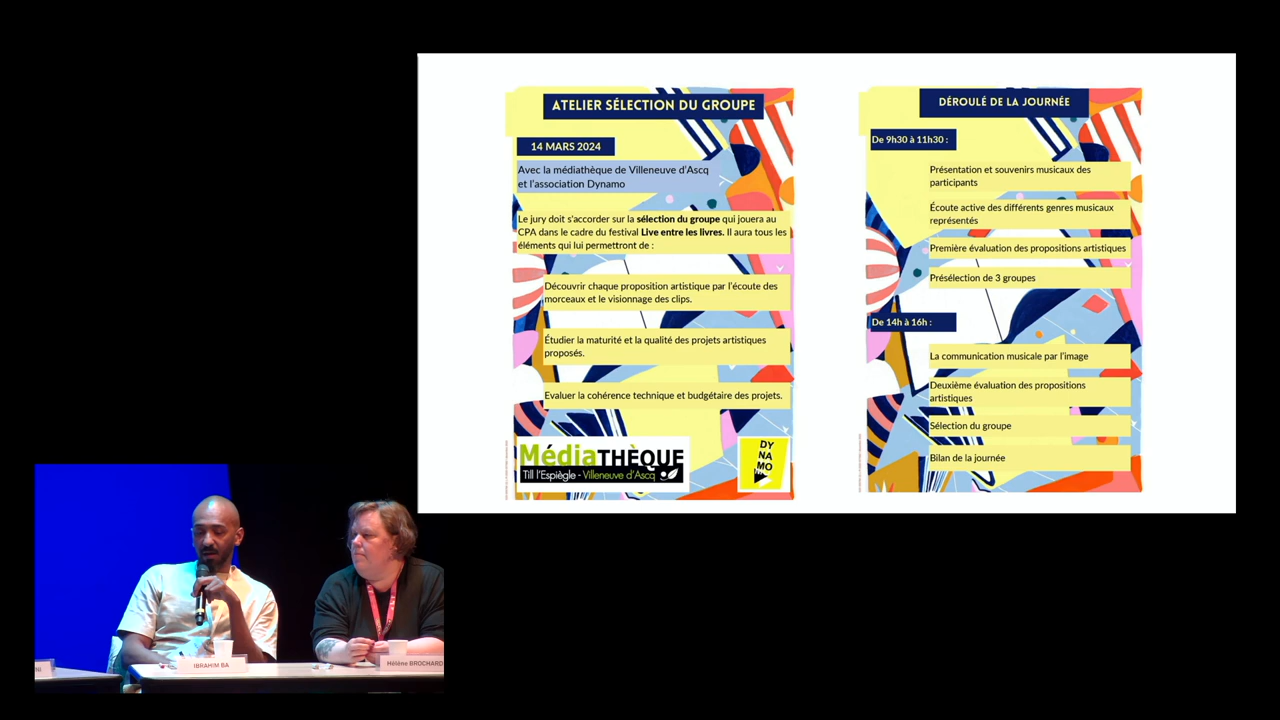 ATELIER SÉLECTION DU GROUPE
14 MARS 2024
Avec la médiathèque de Villeneuve d'Ascq
et l'association Dynamo
Le jury doit s'accorder sur la sélection du groupe qui jouera au
CPA dans le cadre du festival Live entre les livres. Il aura tous les
éléments qui lui permettront de :
Découvrir chaque proposition artistique par l'écoute des
morceaux et le visionnage des clips.
Étudier la maturité et la qualité des projets artistiques
proposés.
Evaluer la cohérence technique et budgétaire des projets.
MédiaTHÈQUE
Till l'Espiègle - Villeneuve d'Ascq
DY
NA
MO
DÉROULÉ DE LA JOURNÉE
De 9h30 à 11h30 :
Présentation et souvenirs musicaux des
participants
Écoute active des différents genres musicaux
représentés
Première évaluation des propositions artistiques
Présélection de 3 groupes
De 14h à 16h :
La communication musicale par l'image
Deuxième évaluation des propositions
artistiques
Sélection du groupe
Bilan de la journée
NI
IBRAHIM BA
Hélène BROCHARD